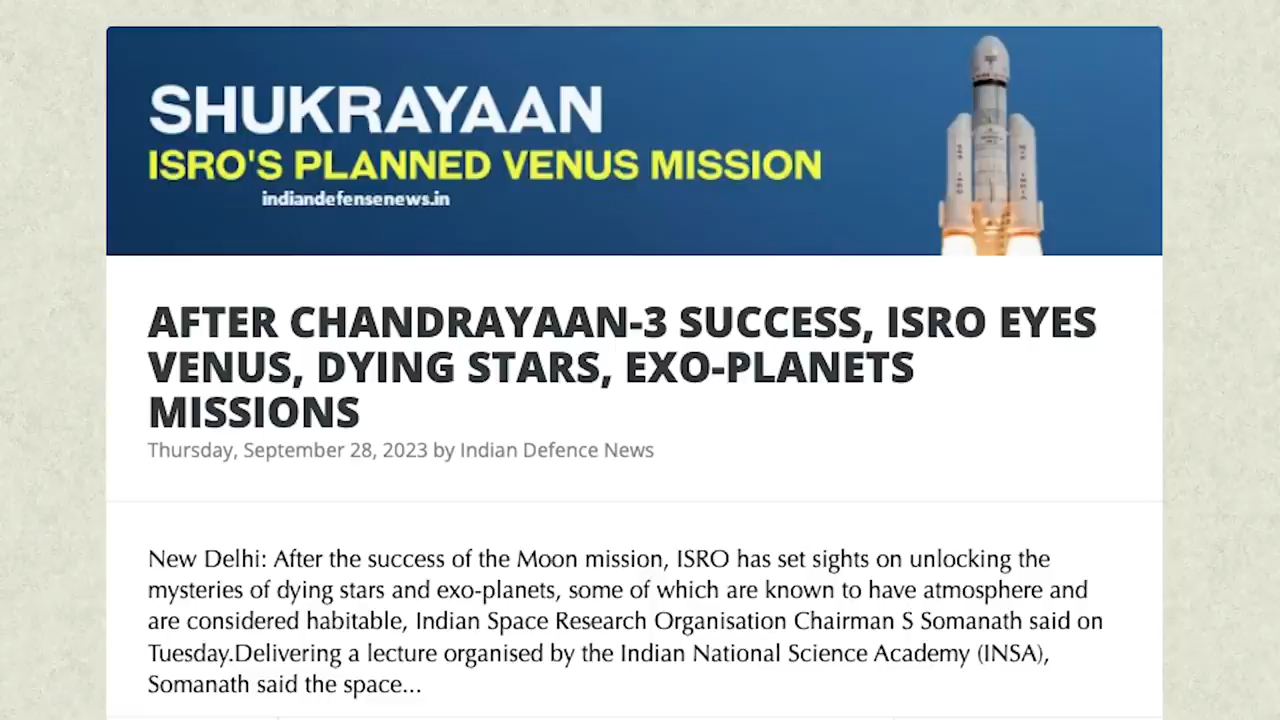 SHUKRAYAAN
ISRO'S PLANNED VENUS MISSION
indiandefensenews.in
AFTER CHANDRAYAAN-3 SUCCESS, ISRO EYES
VENUS, DYING STARS, EXO-PLANETS
MISSIONS
Thursday, September 28, 2023 by Indian Defence News
New Delhi: After the success of the Moon mission, ISRO has set sights on unlocking the
mysteries of dying stars and exo-planets, some of which are known to have atmosphere and
are considered habitable, Indian Space Research Organisation Chairman S Somanath said on
Tuesday.Delivering a lecture organised by the Indian National Science Academy (INSA),
Somanath said the space...